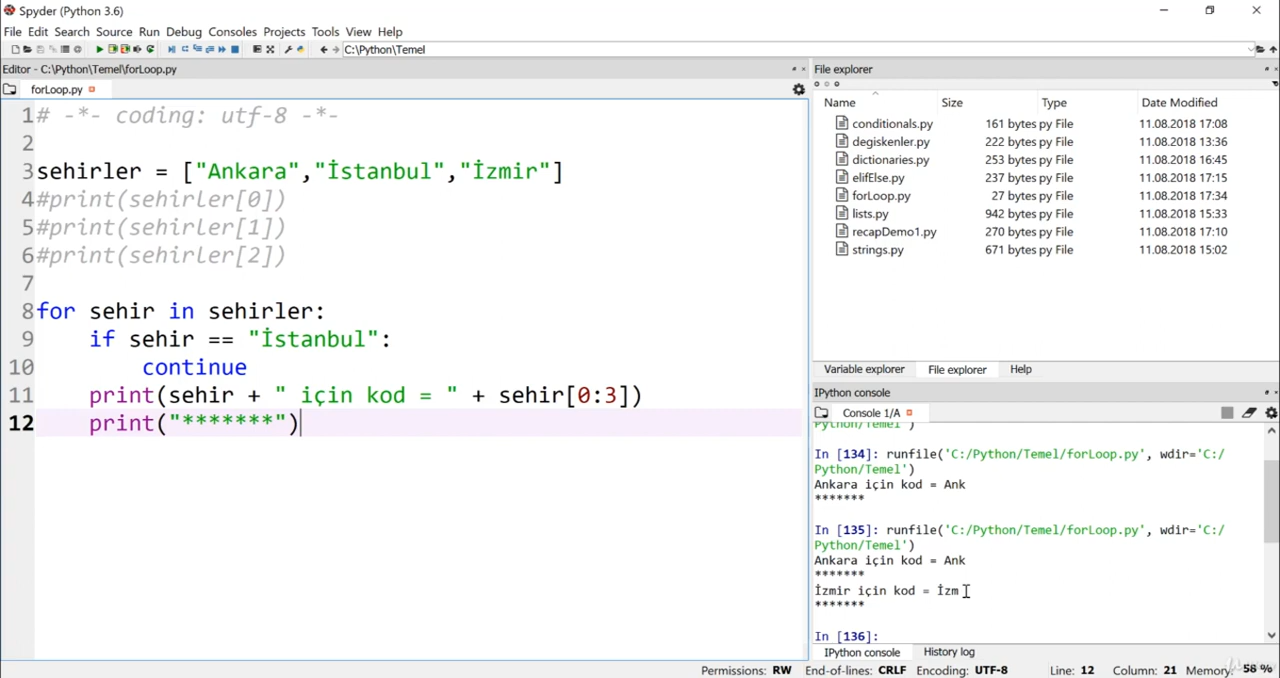 Spyder (Python 3.6)
File Edit Search Source Run Debug Consoles Projects Tools View Help
C:\Python\Temel
Editor - C:\Python\Temel\forLoop.py
forLoop.py
1 # -*- coding: utf-8 -*-
2
3 sehirler = ["Ankara","İstanbul","İzmir"]
4 #print(sehirler[0])
5 #print(sehirler[1])
6 #print(sehirler[2])
7
8 for sehir in sehirler:
9 if sehir == "İstanbul":
10 continue
11 print(sehir + " için kod = " + sehir[0:3])
12 print("*******")
File explorer
Name Size Type Date Modified
conditionals.py 161 bytes py File 11.08.2018 17:08
degiskenler.py 222 bytes py File 11.08.2018 13:36
dictionaries.py 253 bytes py File 11.08.2018 16:45
elifElse.py 237 bytes py File 11.08.2018 17:15
forLoop.py 27 bytes py File 11.08.2018 17:34
lists.py 942 bytes py File 11.08.2018 15:33
recapDemo1.py 270 bytes py File 11.08.2018 17:10
strings.py 671 bytes py File 11.08.2018 15:02
Variable explorer File explorer Help
IPython console
Console 1/A
Python/Temel')
In [134]: runfile('C:/Python/Temel/forLoop.py', wdir='C:/
Python/Temel')
Ankara için kod = Ank
*******
In [135]: runfile('C:/Python/Temel/forLoop.py', wdir='C:/
Python/Temel')
Ankara için kod = Ank
*******
İzmir için kod = İzm
*******
In [136]:
IPython console History log
Permissions: RW End-of-lines: CRLF Encoding: UTF-8 Line: 12 Column: 21 Memory: 58 %